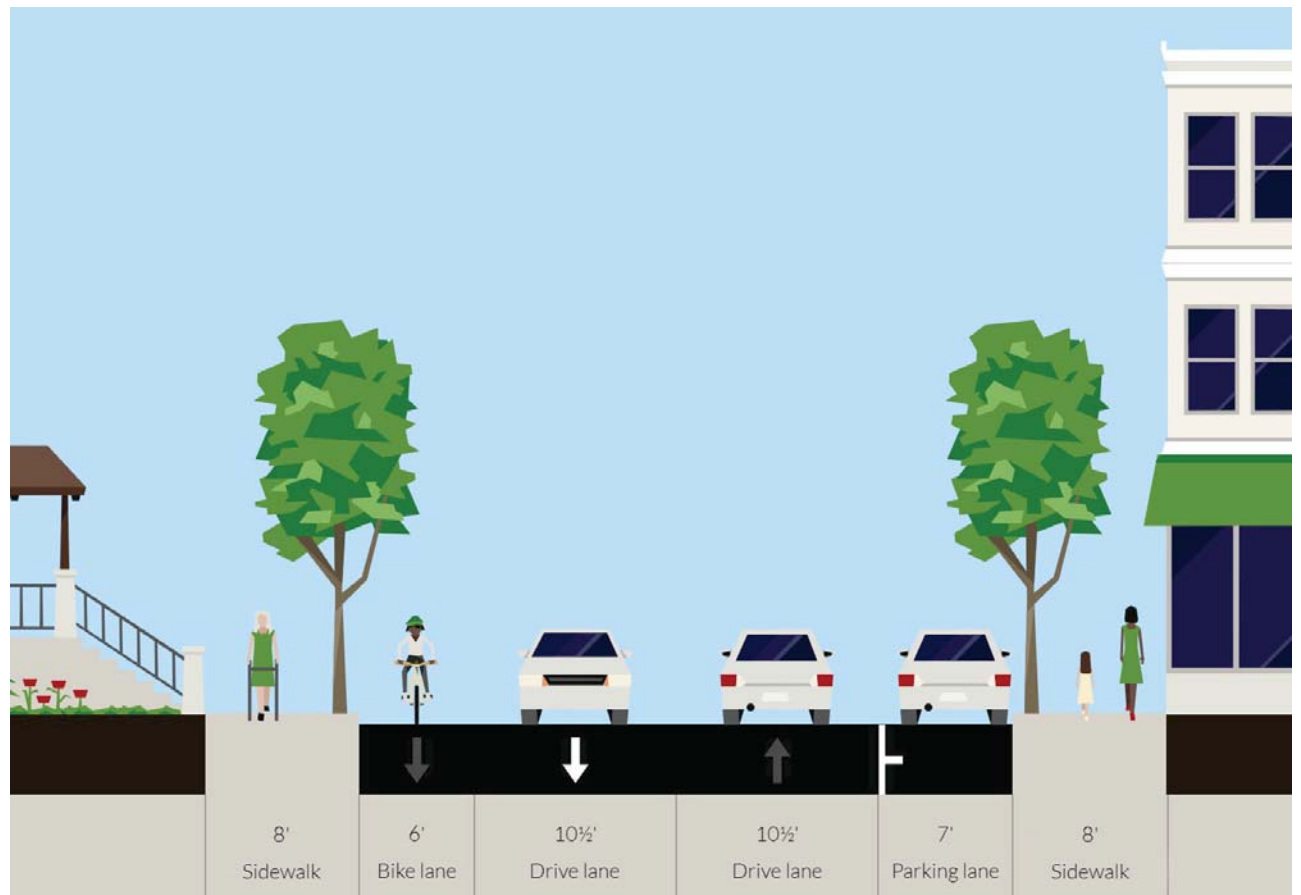 8'
Sidewalk
6'
Bike lane
10½'
Drive lane
10½'
Drive lane
7'
Parking lane
8'
Sidewalk